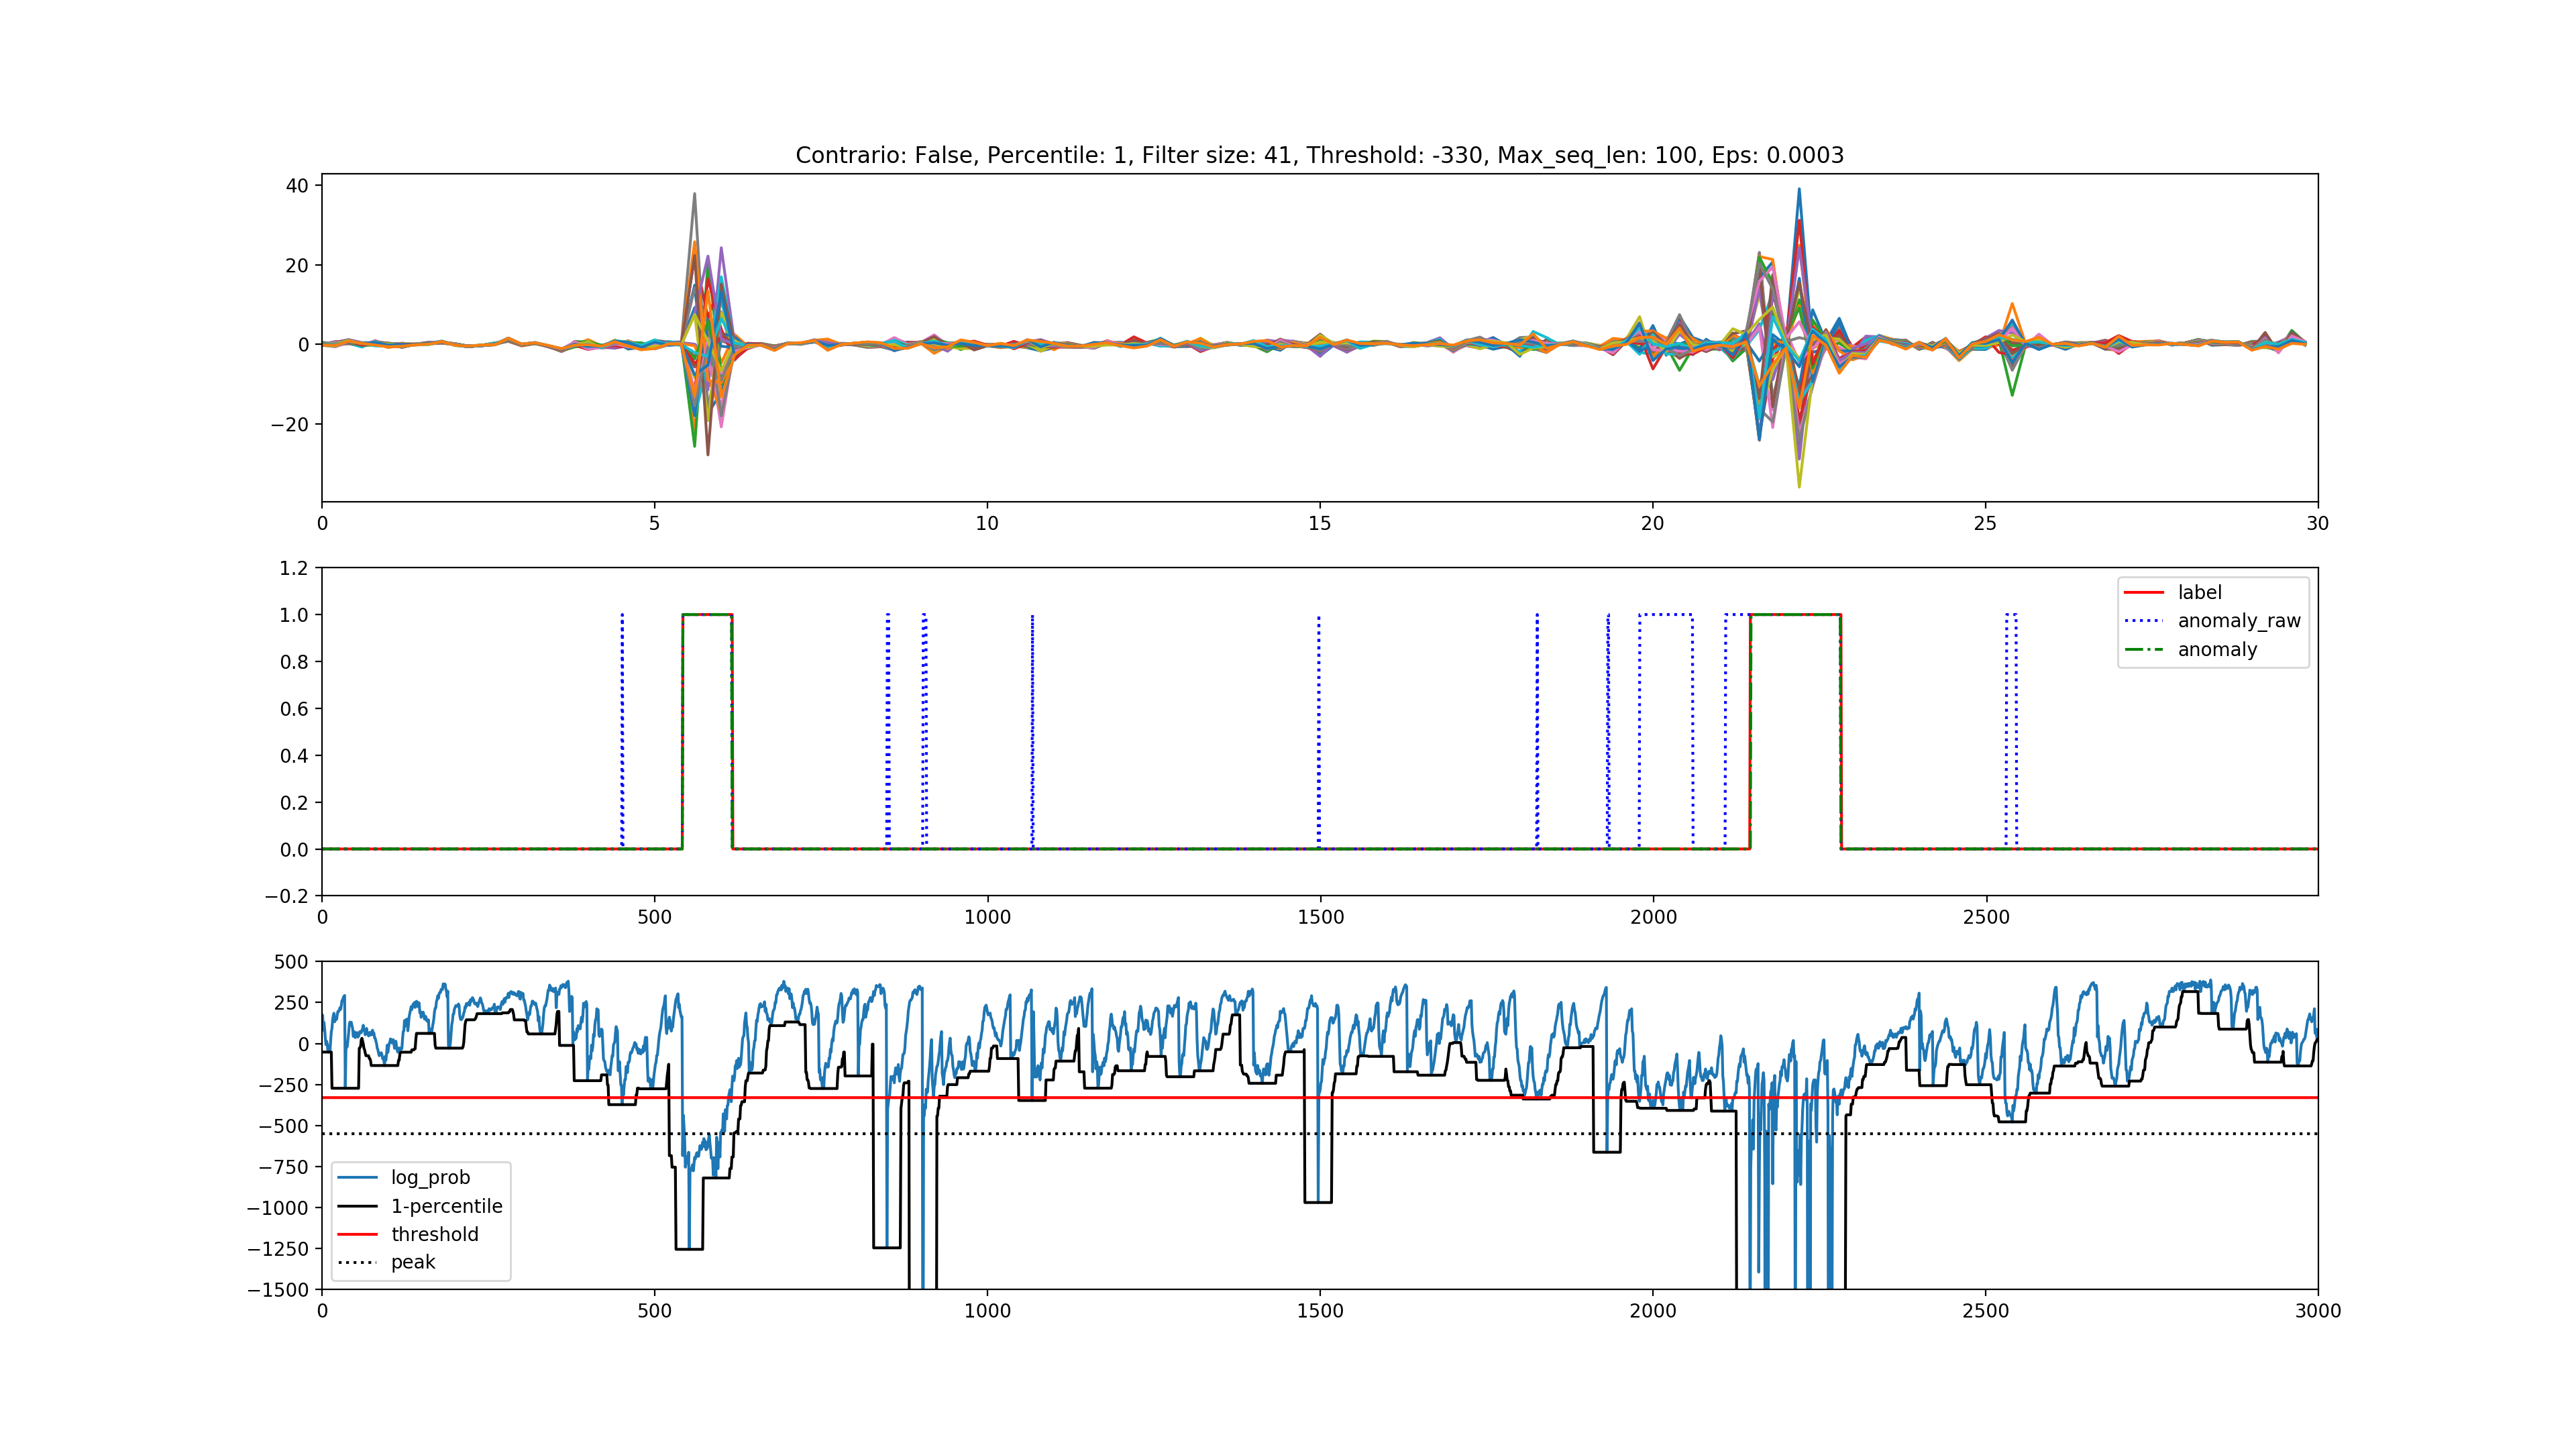 Contrario: False, Percentile: 1, Filter size: 41, Threshold: -330, Max_seq_len: 100, Eps: 0.0003
40
20
0
−20
0 5 10 15 20 25 30
1.2
1.0
0.8
0.6
0.4
0.2
0.0
−0.2
label
anomaly_raw
anomaly
0 500 1000 1500 2000 2500
500
250
0
−250
−500
−750
−1000
−1250
−1500
log_prob
1-percentile
threshold
peak
0 500 1000 1500 2000 2500 3000